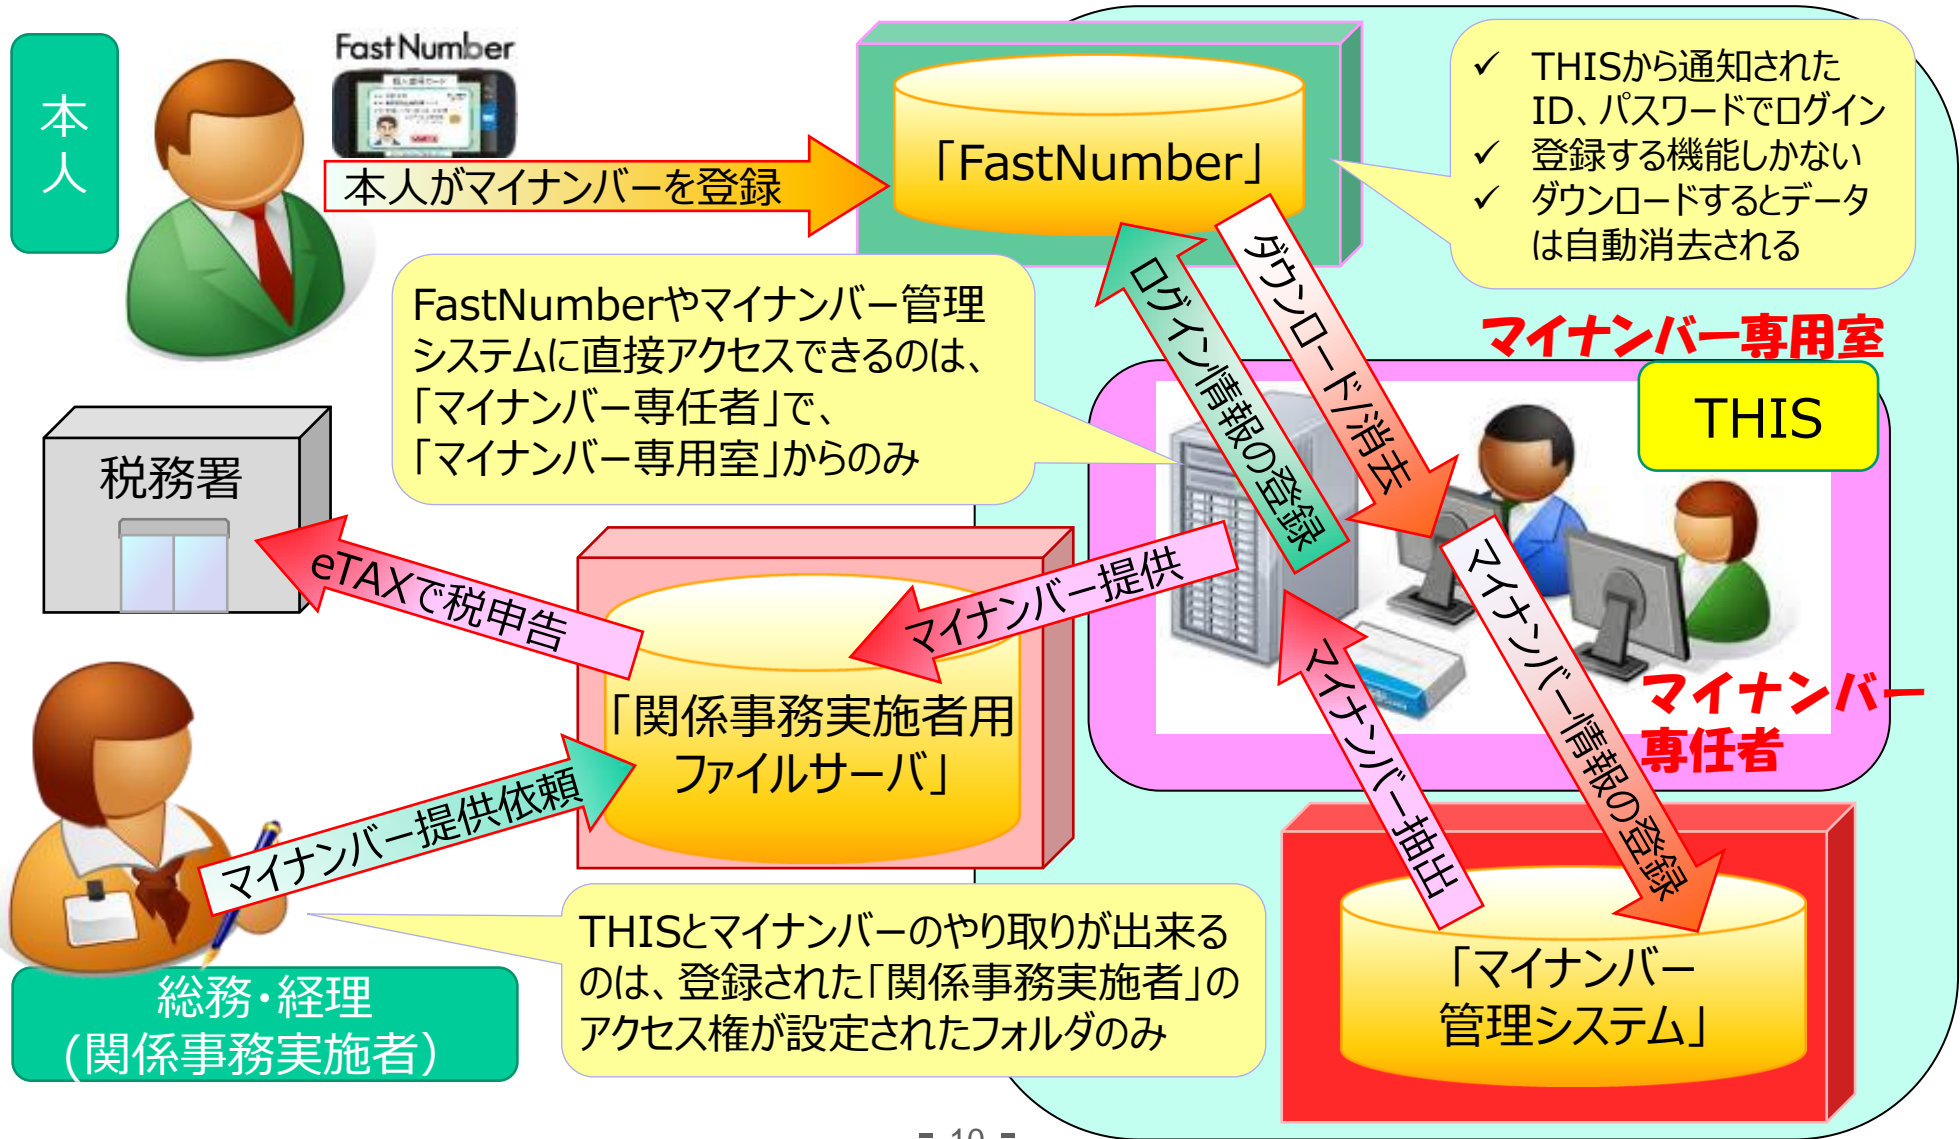 本
人
FastNumber
本人がマイナンバーを登録
「FastNumber」
✓ THISから通知された
ID、パスワードでログイン
✓ 登録する機能しかない
✓ ダウンロードするとデータ
は自動消去される
FastNumberやマイナンバー管理
システムに直接アクセスできるのは、
「マイナンバー専任者」で、
「マイナンバー専用室」からのみ
ログイン情報の登録
ダウンロード/消去
マイナンバー専用室
THIS
税務署
eTAXで税申告
マイナンバー提供
「関係事務実施者用
ファイルサーバ」
マイナンバー提供依頼
マイナンバー抽出
マイナンバー情報の登録
マイナンバー
専任者
総務・経理
(関係事務実施者)
THISとマイナンバーのやり取りが出来る
のは、登録された「関係事務実施者」の
アクセス権が設定されたフォルダのみ
「マイナンバー
管理システム」
- 10 -